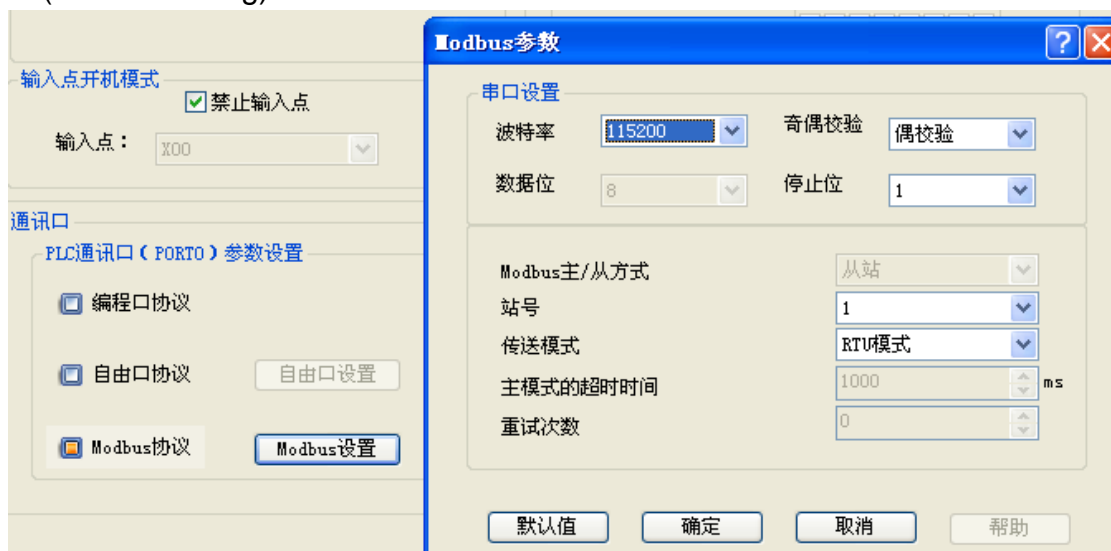 Modbus参数
输入点开机模式
禁止输入点
输入点：
X00
通讯口
PLC通讯口（PORT0）参数设置
编程口协议
自由口协议
自由口设置
Modbus协议
Modbus设置
串口设置
波特率
115200
奇偶校验
偶校验
数据位
8
停止位
1
Modbus主/从方式
从站
站号
1
传送模式
RTU模式
主模式的超时时间
1000
ms
重试次数
0
默认值
确定
取消
帮助